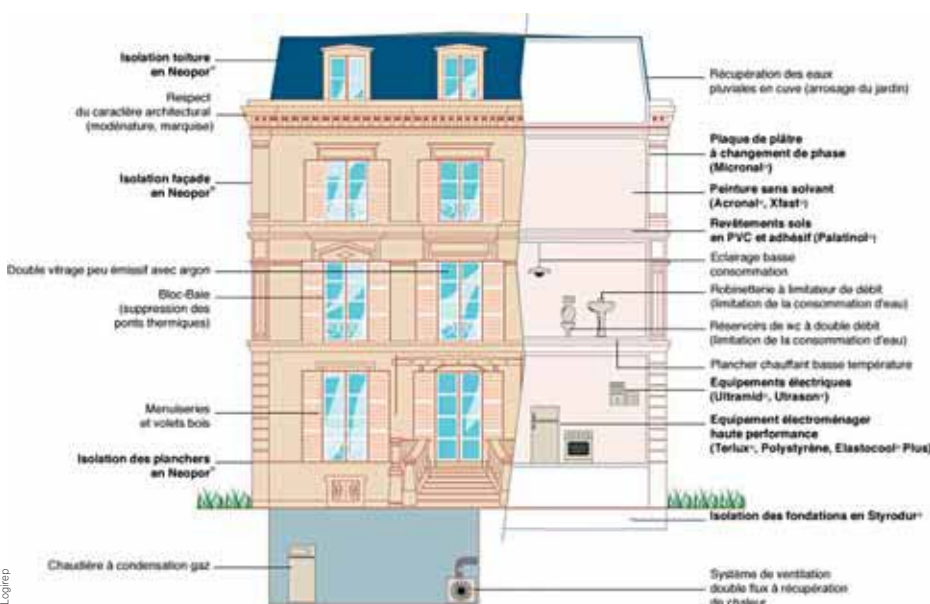 Isolation toiture
en Neopor®
Respect
du caractère architectural
(modénature, marquise)
Isolation façade
en Neopor®
Double vitrage peu émissif avec argon
Bloc-Baie
(suppression des
ponts thermiques)
Menuiseries
et volets bois
Isolation des planchers
en Neopor®
Chaudière à condensation gaz
Logirep
Récupération des eaux
pluviales en cuve (arrosage du jardin)
Plaque de plâtre
à changement de phase
(Micronal)
Peinture sans solvant
(Acronal, Xfast)
Revêtements sols
en PVC et adhésif (Palatinol)
Eclairage basse
consommation
Robinetterie à limitateur de débit
(limitation de la consommation d'eau)
Réservoirs de wc à double débit
(limitation de la consommation d'eau)
Plancher chauffant basse température
Equipements électriques
(Ultramid, Utrason)
Equipement électroménager
haute performance
(Terlux, Polystyrène, Elastocool Plus)
Isolation des fondations en Styrodur
Système de ventilation
double flux à récupération
de chaleur